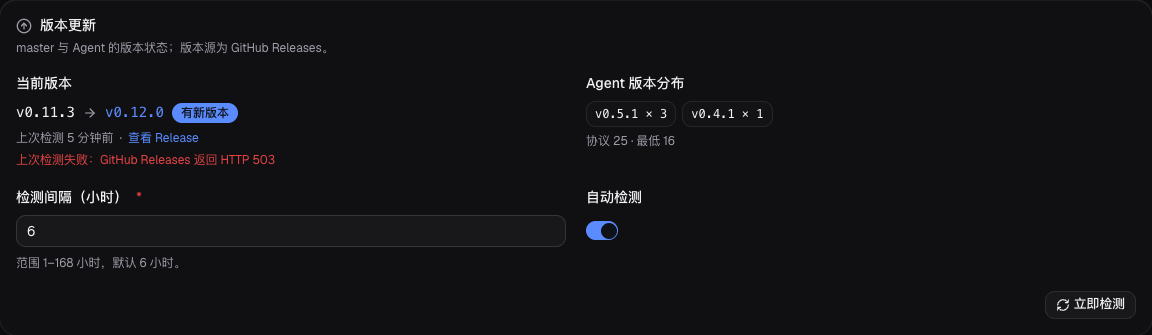 版本更新
master 与 Agent 的版本状态；版本源为 GitHub Releases。
当前版本
v0.11.3 → v0.12.0 有新版本
上次检测 5 分钟前 · 查看 Release
上次检测失败：GitHub Releases 返回 HTTP 503
Agent 版本分布
v0.5.1 × 3 v0.4.1 × 1
协议 25 · 最低 16
检测间隔（小时） *
6
范围 1–168 小时，默认 6 小时。
自动检测
立即检测